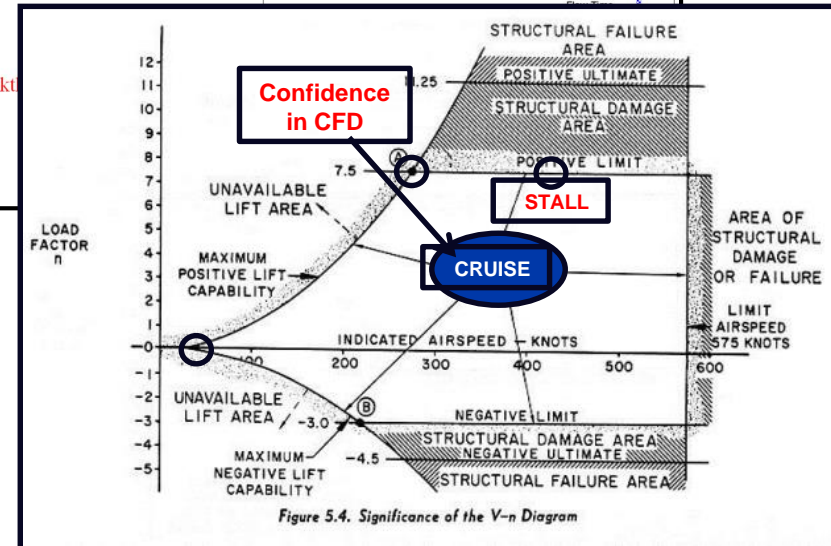 STRUCTURAL FAILURE
AREA
12
11
10
9
8
7
6
5
4
3
2
1
0
-1
-2
-3
-4
-5
11.25
POSITIVE ULTIMATE
STRUCTURAL DAMAGE
AREA
Confidence
in CFD
A
7.5
POSITIVE LIMIT
STALL
UNAVAILABLE
LIFT AREA
LOAD
FACTOR
n
MAXIMUM
POSITIVE LIFT
CAPABILITY
CRUISE
AREA OF
STRUCTURAL
DAMAGE
OR FAILURE
LIMIT
AIRSPEED
575 KNOTS
INDICATED AIRSPEED – KNOTS
100 200 300 400 500 600
UNAVAILABLE
LIFT AREA
B
-3.0
NEGATIVE LIMIT
STRUCTURAL DAMAGE AREA
-4.5
NEGATIVE ULTIMATE
MAXIMUM
NEGATIVE LIFT
CAPABILITY
STRUCTURAL FAILURE AREA
Figure 5.4. Significance of the V–n Diagram